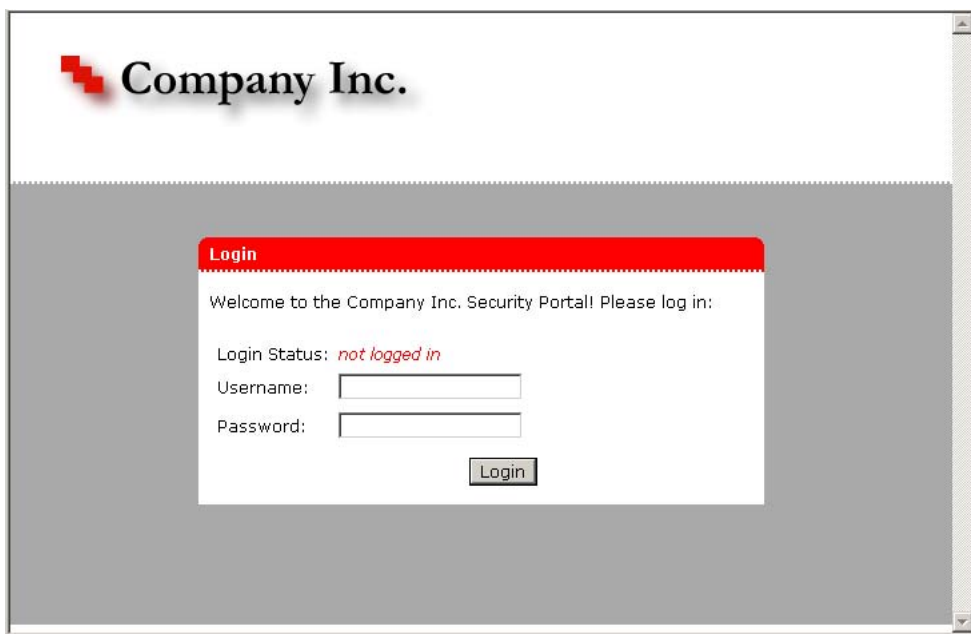 Company Inc.
Login
Welcome to the Company Inc. Security Portal! Please log in:
Login Status: not logged in
Username:
Password:
Login